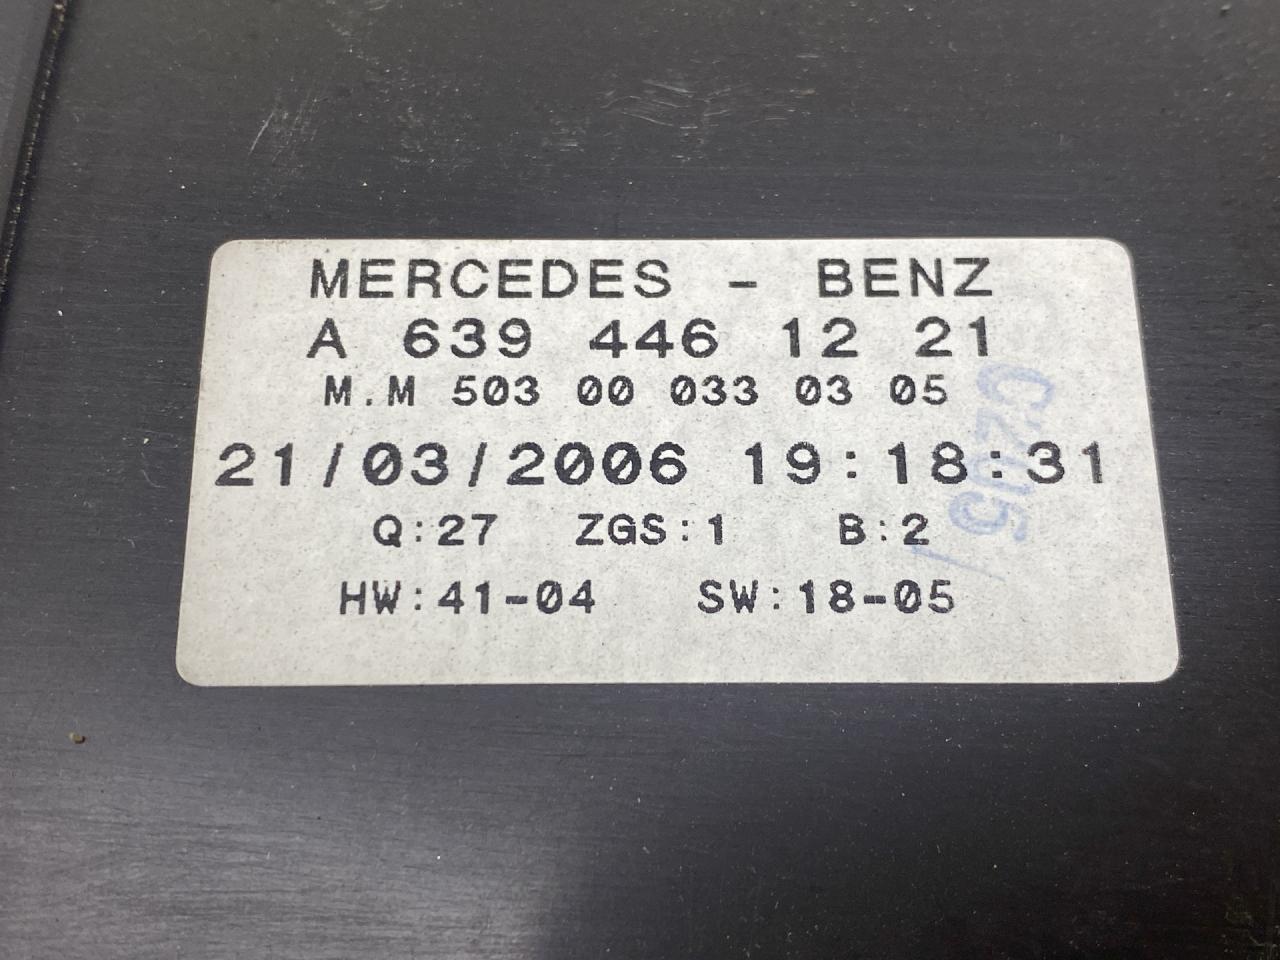 MERCEDES - BENZ
A 639 446 12 21
M.M 503 00 033 03 05
21/03/2006 19:18:31
Q:27 ZGS:1 B:2
HW:41-04 SW:18-05